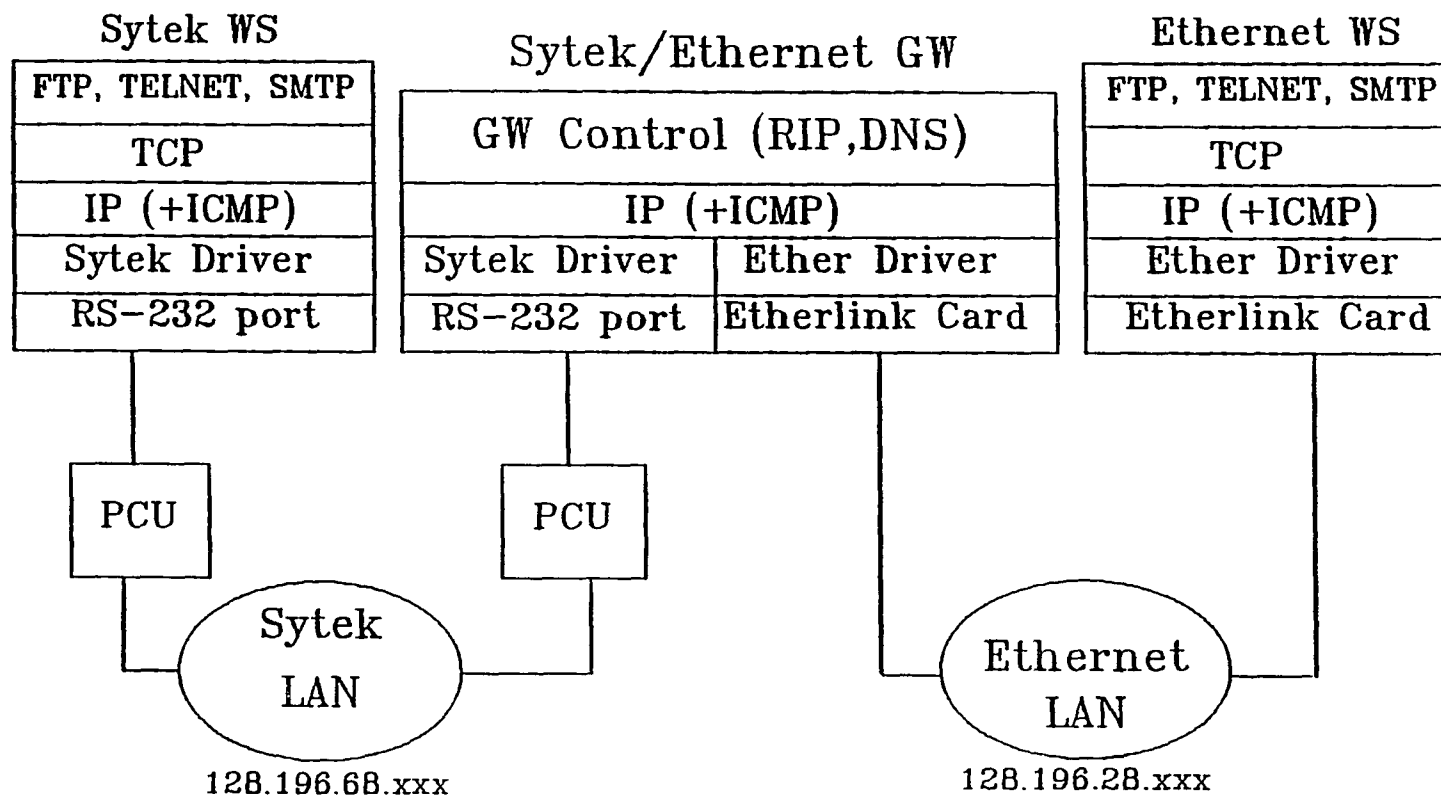 Sytek WS
FTP, TELNET, SMTP
TCP
IP (+ICMP)
Sytek Driver
RS-232 port
PCU
Sytek/Ethernet GW
GW Control (RIP,DNS)
IP (+ICMP)
Sytek Driver
Ether Driver
RS-232 port
Etherlink Card
PCU
Ethernet WS
FTP, TELNET, SMTP
TCP
IP (+ICMP)
Ether Driver
Etherlink Card
Sytek
LAN
128.196.68.xxx
Ethernet
LAN
128.196.28.xxx